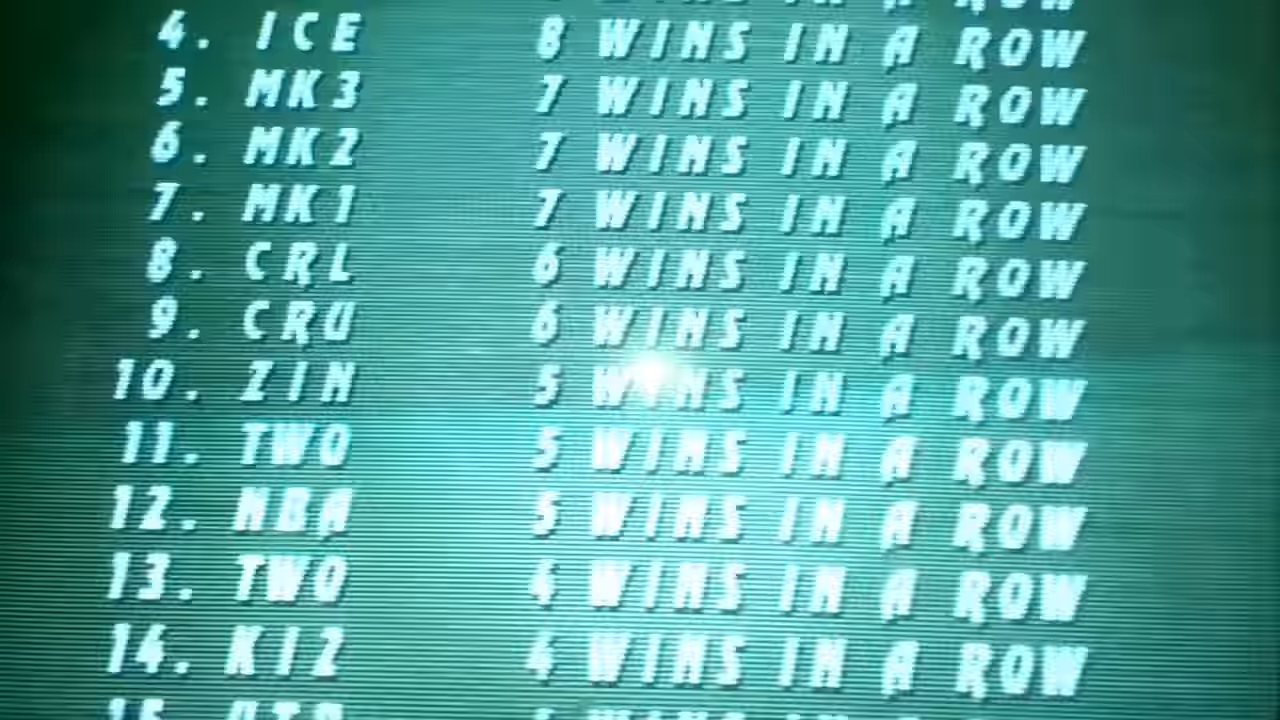 4. ICE 8 WINS IN A ROW
5. MK3 7 WINS IN A ROW
6. MK2 7 WINS IN A ROW
7. MK1 7 WINS IN A ROW
8. CRL 6 WINS IN A ROW
9. CRU 6 WINS IN A ROW
10. ZIN 5 WINS IN A ROW
11. TWO 5 WINS IN A ROW
12. NBA 5 WINS IN A ROW
13. TWO 4 WINS IN A ROW
14. KI2 4 WINS IN A ROW
15.